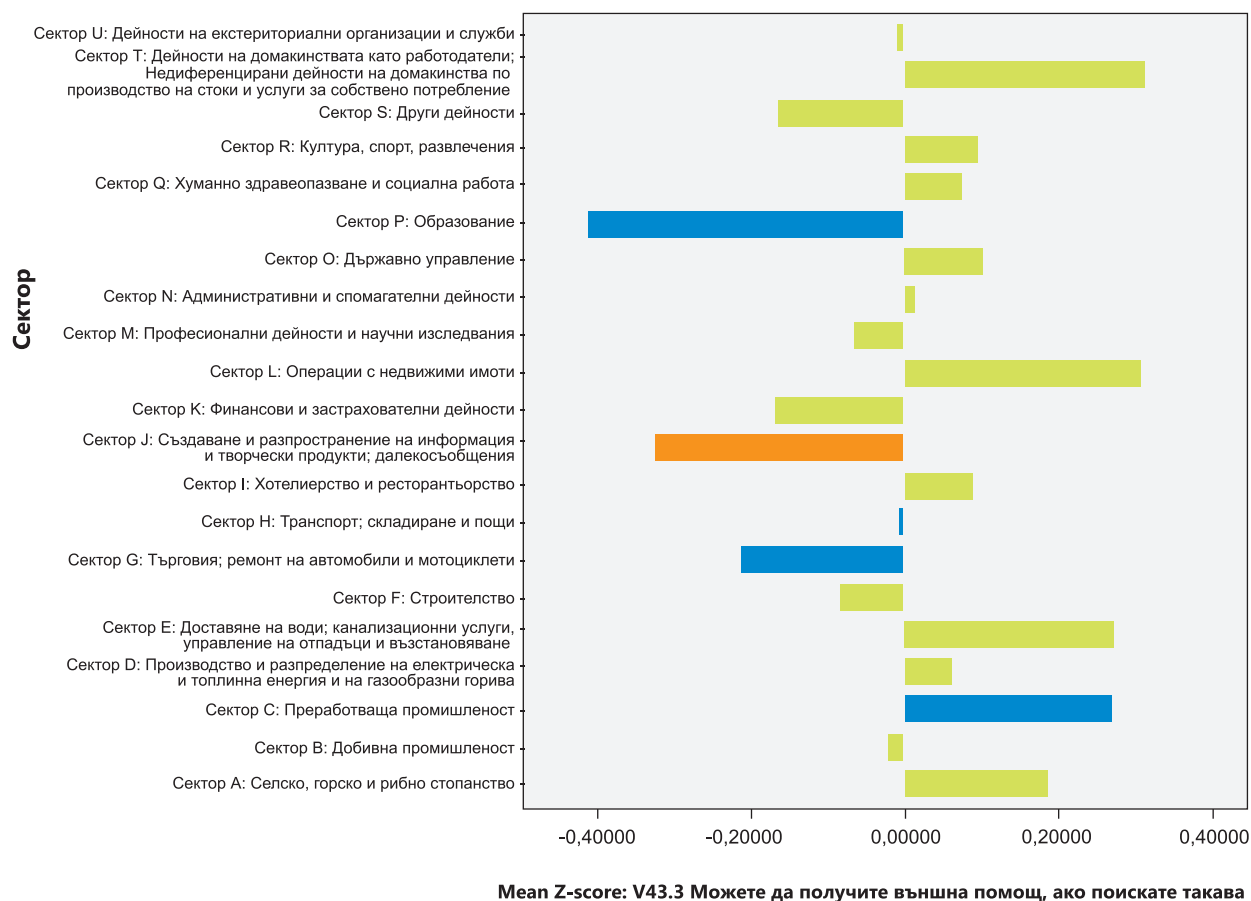 Сектор U: Дейности на екстериториални организации и служби
Сектор T: Дейности на домакинствата като работодатели;
Недиференцирани дейности на домакинства по
производство на стоки и услуги за собствено потребление
Сектор S: Други дейности
Сектор R: Култура, спорт, развлечения
Сектор Q: Хуманно здравеопазване и социална работа
Сектор P: Образование
Сектор O: Държавно управление
Сектор N: Административни и спомагателни дейности
Сектор M: Професионални дейности и научни изследвания
Сектор L: Операции с недвижими имоти
Сектор K: Финансови и застрахователни дейности
Сектор J: Създаване и разпространение на информация
и творчески продукти; далекосъобщения
Сектор I: Хотелиерство и ресторантьорство
Сектор H: Транспорт; складиране и пощи
Сектор G: Търговия; ремонт на автомобили и мотоциклети
Сектор F: Строителство
Сектор E: Доставяне на води; канализационни услуги,
управление на отпадъци и възстановяване
Сектор D: Производство и разпределение на електрическа
и топлинна енергия и на газообразни горива
Сектор C: Преработваща промишленост
Сектор B: Добивна промишленост
Сектор A: Селско, горско и рибно стопанство
Сектор
-0,40000 -0,20000 0,00000 0,20000 0,40000
Mean Z-score: V43.3 Можете да получите външна помощ, ако поискате такава